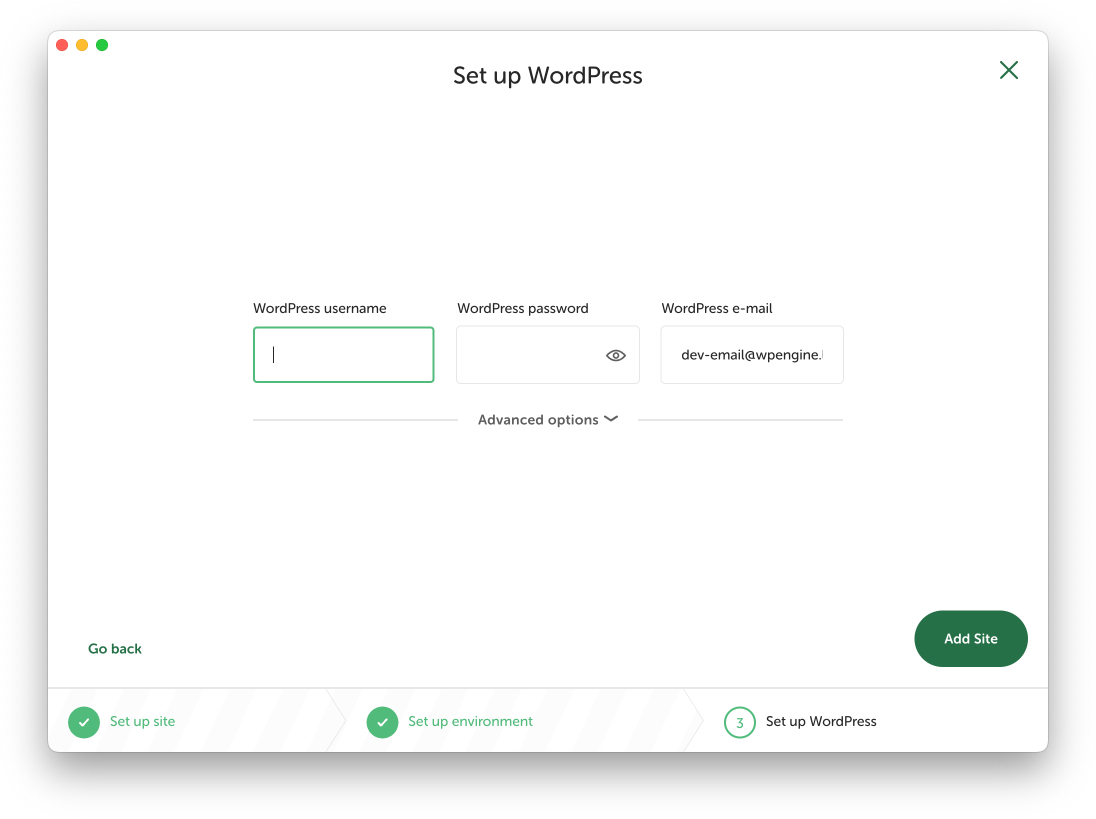 Set up WordPress
WordPress username
WordPress password
WordPress e-mail
dev-email@wpengine.
Advanced options
Go back
Add Site
Set up site
Set up environment
3
Set up WordPress